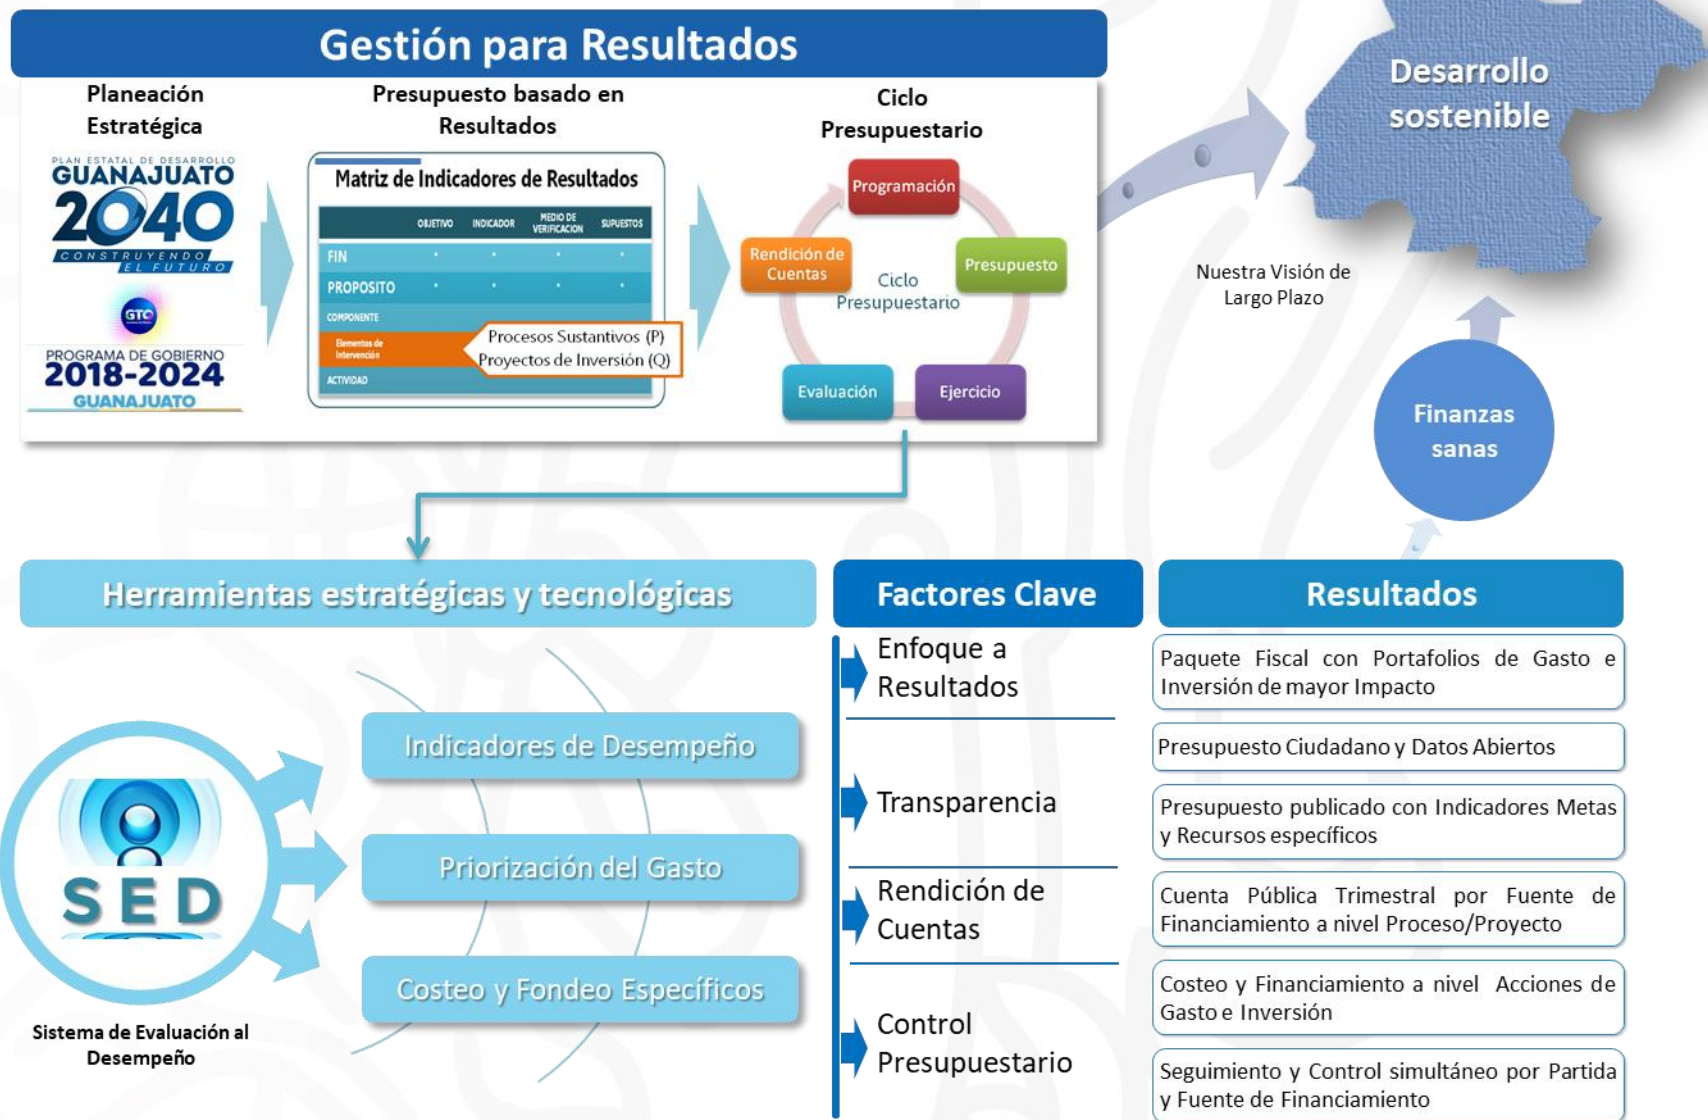 Gestión para Resultados
Planeación
Estratégica
PLAN ESTATAL DE DESARROLLO
GUANAJUATO
2040
CONSTRUYENDO
EL FUTURO
GTO
PROGRAMA DE GOBIERNO
2018-2024
GUANAJUATO
Presupuesto basado en
Resultados
Matriz de Indicadores de Resultados
OBJETIVO INDICADOR MEDIO DE VERIFICACION SUPUESTOS
FIN
PROPOSITO
COMPONENTE
Elementos de
Intervención
Procesos Sustantivos (P)
Proyectos de Inversión (Q)
ACTIVIDAD
Ciclo
Presupuestario
Programación
Presupuesto
Ejercicio
Evaluación
Rendición de
Cuentas
Ciclo
Presupuestario
Desarrollo
sostenible
Nuestra Visión de
Largo Plazo
Finanzas
sanas
Herramientas estratégicas y tecnológicas
SED
Sistema de Evaluación al
Desempeño
Indicadores de Desempeño
Priorización del Gasto
Costeo y Fondeo Específicos
Factores Clave
Enfoque a
Resultados
Transparencia
Rendición de
Cuentas
Control
Presupuestario
Resultados
Paquete Fiscal con Portafolios de Gasto e
Inversión de mayor Impacto
Presupuesto Ciudadano y Datos Abiertos
Presupuesto publicado con Indicadores Metas
y Recursos específicos
Cuenta Pública Trimestral por Fuente de
Financiamiento a nivel Proceso/Proyecto
Costeo y Financiamiento a nivel Acciones de
Gasto e Inversión
Seguimiento y Control simultáneo por Partida
y Fuente de Financiamiento